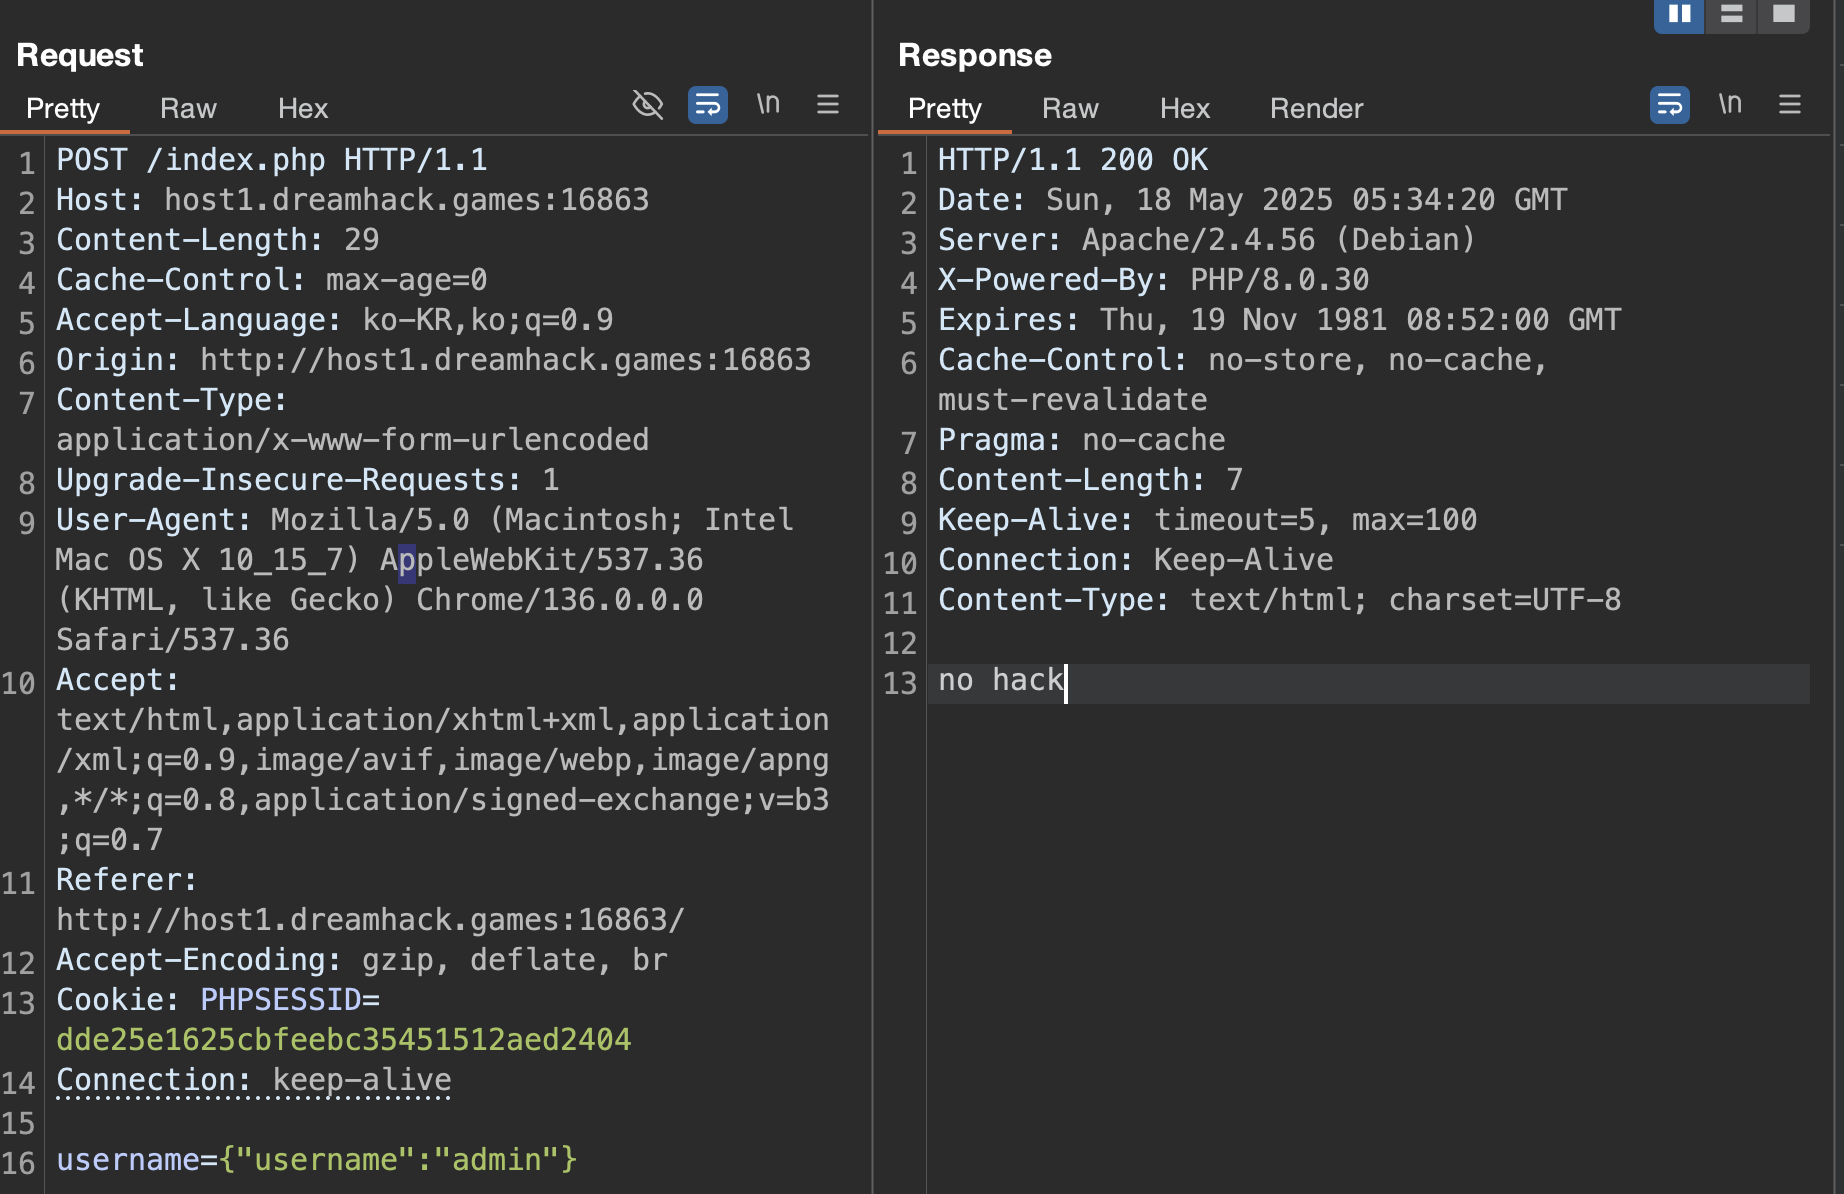 Request
Pretty Raw Hex \n
1 POST /index.php HTTP/1.1
2 Host: host1.dreamhack.games:16863
3 Content-Length: 29
4 Cache-Control: max-age=0
5 Accept-Language: ko-KR,ko;q=0.9
6 Origin: http://host1.dreamhack.games:16863
7 Content-Type:
application/x-www-form-urlencoded
8 Upgrade-Insecure-Requests: 1
9 User-Agent: Mozilla/5.0 (Macintosh; Intel
Mac OS X 10_15_7) AppleWebKit/537.36
(KHTML, like Gecko) Chrome/136.0.0.0
Safari/537.36
10 Accept:
text/html,application/xhtml+xml,application
/xml;q=0.9,image/avif,image/webp,image/apng
,*/*;q=0.8,application/signed-exchange;v=b3
;q=0.7
11 Referer:
http://host1.dreamhack.games:16863/
12 Accept-Encoding: gzip, deflate, br
13 Cookie: PHPSESSID=
dde25e1625cbfeebc35451512aed2404
14 Connection: keep-alive
15
16 username={"username":"admin"}
Response
Pretty Raw Hex Render \n
1 HTTP/1.1 200 OK
2 Date: Sun, 18 May 2025 05:34:20 GMT
3 Server: Apache/2.4.56 (Debian)
4 X-Powered-By: PHP/8.0.30
5 Expires: Thu, 19 Nov 1981 08:52:00 GMT
6 Cache-Control: no-store, no-cache,
must-revalidate
7 Pragma: no-cache
8 Content-Length: 7
9 Keep-Alive: timeout=5, max=100
10 Connection: Keep-Alive
11 Content-Type: text/html; charset=UTF-8
12
13 no hack